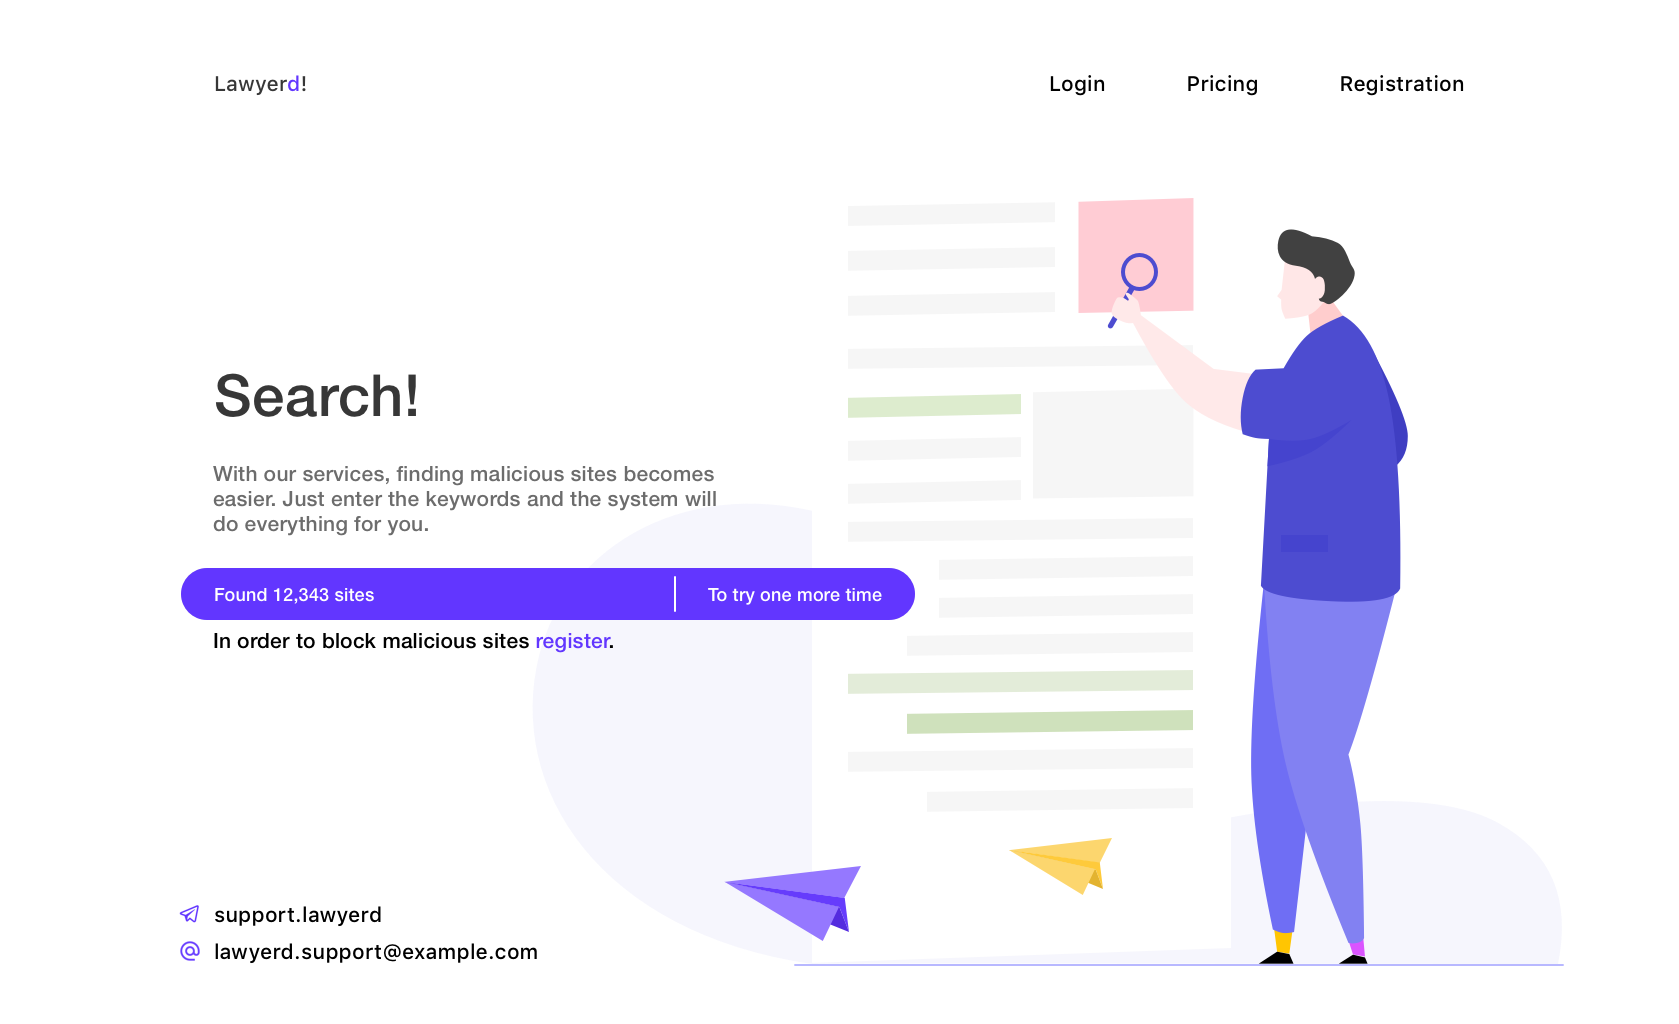 Lawyerd!
Login
Pricing
Registration
Search!
With our services, finding malicious sites becomes
easier. Just enter the keywords and the system will
do everything for you.
Found 12,343 sites
To try one more time
In order to block malicious sites register.
support.lawyerd
lawyerd.support@example.com